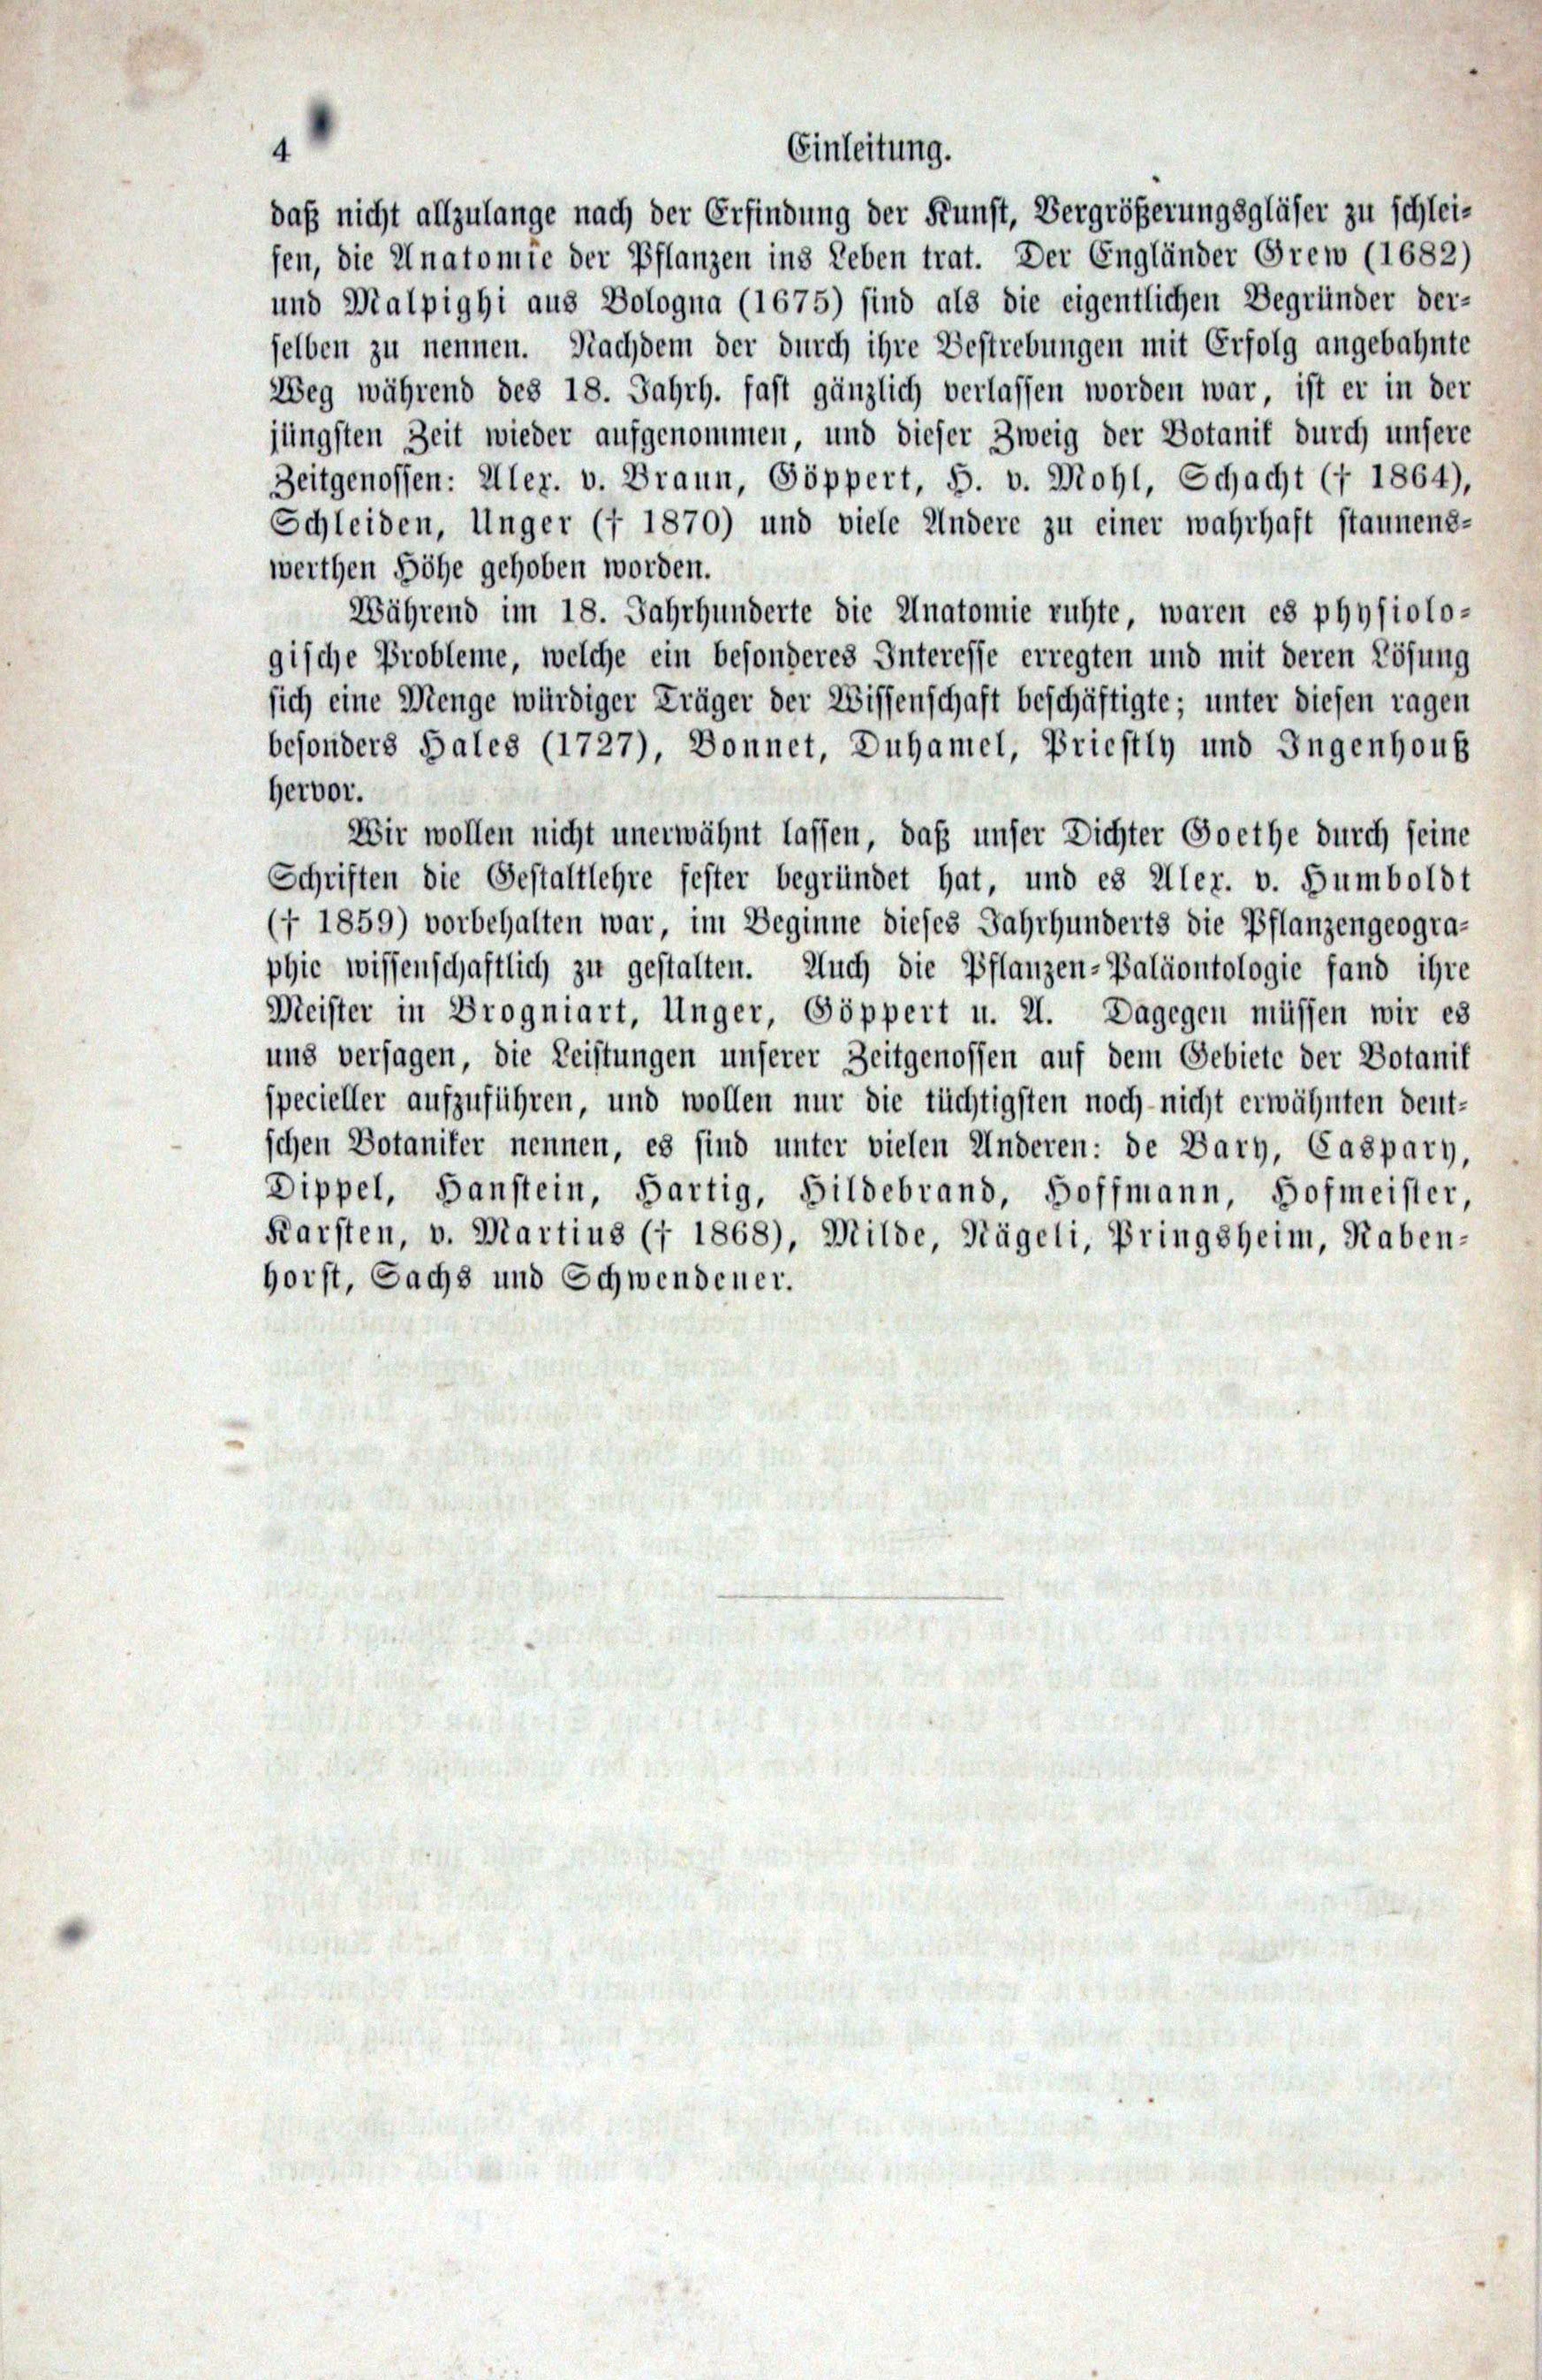 4
Einleitung.
daß nicht allzulange nach der Erfindung der Kunst, Vergrößerungsgläser zu schlei-
fen, die Anatomie der Pflanzen ins Leben trat. Der Engländer Grew (1682)
und Malpighi aus Bologna (1675) sind als die eigentlichen Begründer der-
selben zu nennen. Nachdem der durch ihre Bestrebungen mit Erfolg angebahnte
Weg während des 18. Jahrh. fast gänzlich verlassen worden war, ist er in der
jüngsten Zeit wieder aufgenommen, und dieser Zweig der Botanik durch unsere
Zeitgenossen: Alex. v. Braun, Göppert, H. v. Mohl, Schacht († 1864),
Schleiden, Unger († 1870) und viele Andere zu einer wahrhaft staunens-
werthen Höhe gehoben worden.
Während im 18. Jahrhunderte die Anatomie ruhte, waren es physiolo-
gische Probleme, welche ein besonderes Interesse erregten und mit deren Lösung
sich eine Menge würdiger Träger der Wissenschaft beschäftigte; unter diesen ragen
besonders Hales (1727), Bonnet, Duhamel, Priestly und Ingenhouß
hervor.
Wir wollen nicht unerwähnt lassen, daß unser Dichter Goethe durch seine
Schriften die Gestaltlehre fester begründet hat, und es Alex. v. Humboldt
(† 1859) vorbehalten war, im Beginne dieses Jahrhunderts die Pflanzengeogra-
phie wissenschaftlich zu gestalten. Auch die Pflanzen-Paläontologie fand ihre
Meister in Brogniart, Unger, Göppert u. A. Dagegen müssen wir es
uns versagen, die Leistungen unserer Zeitgenossen auf dem Gebiete der Botanik
specieller aufzuführen, und wollen nur die tüchtigsten noch-nicht erwähnten deut-
schen Botaniker nennen, es sind unter vielen Anderen: de Bary, Caspary,
Dippel, Hanstein, Hartig, Hildebrand, Hoffmann, Hofmeister,
Karsten, v. Martius († 1868), Milde, Nägeli, Pringsheim, Raben-
horst, Sachs und Schwendener.